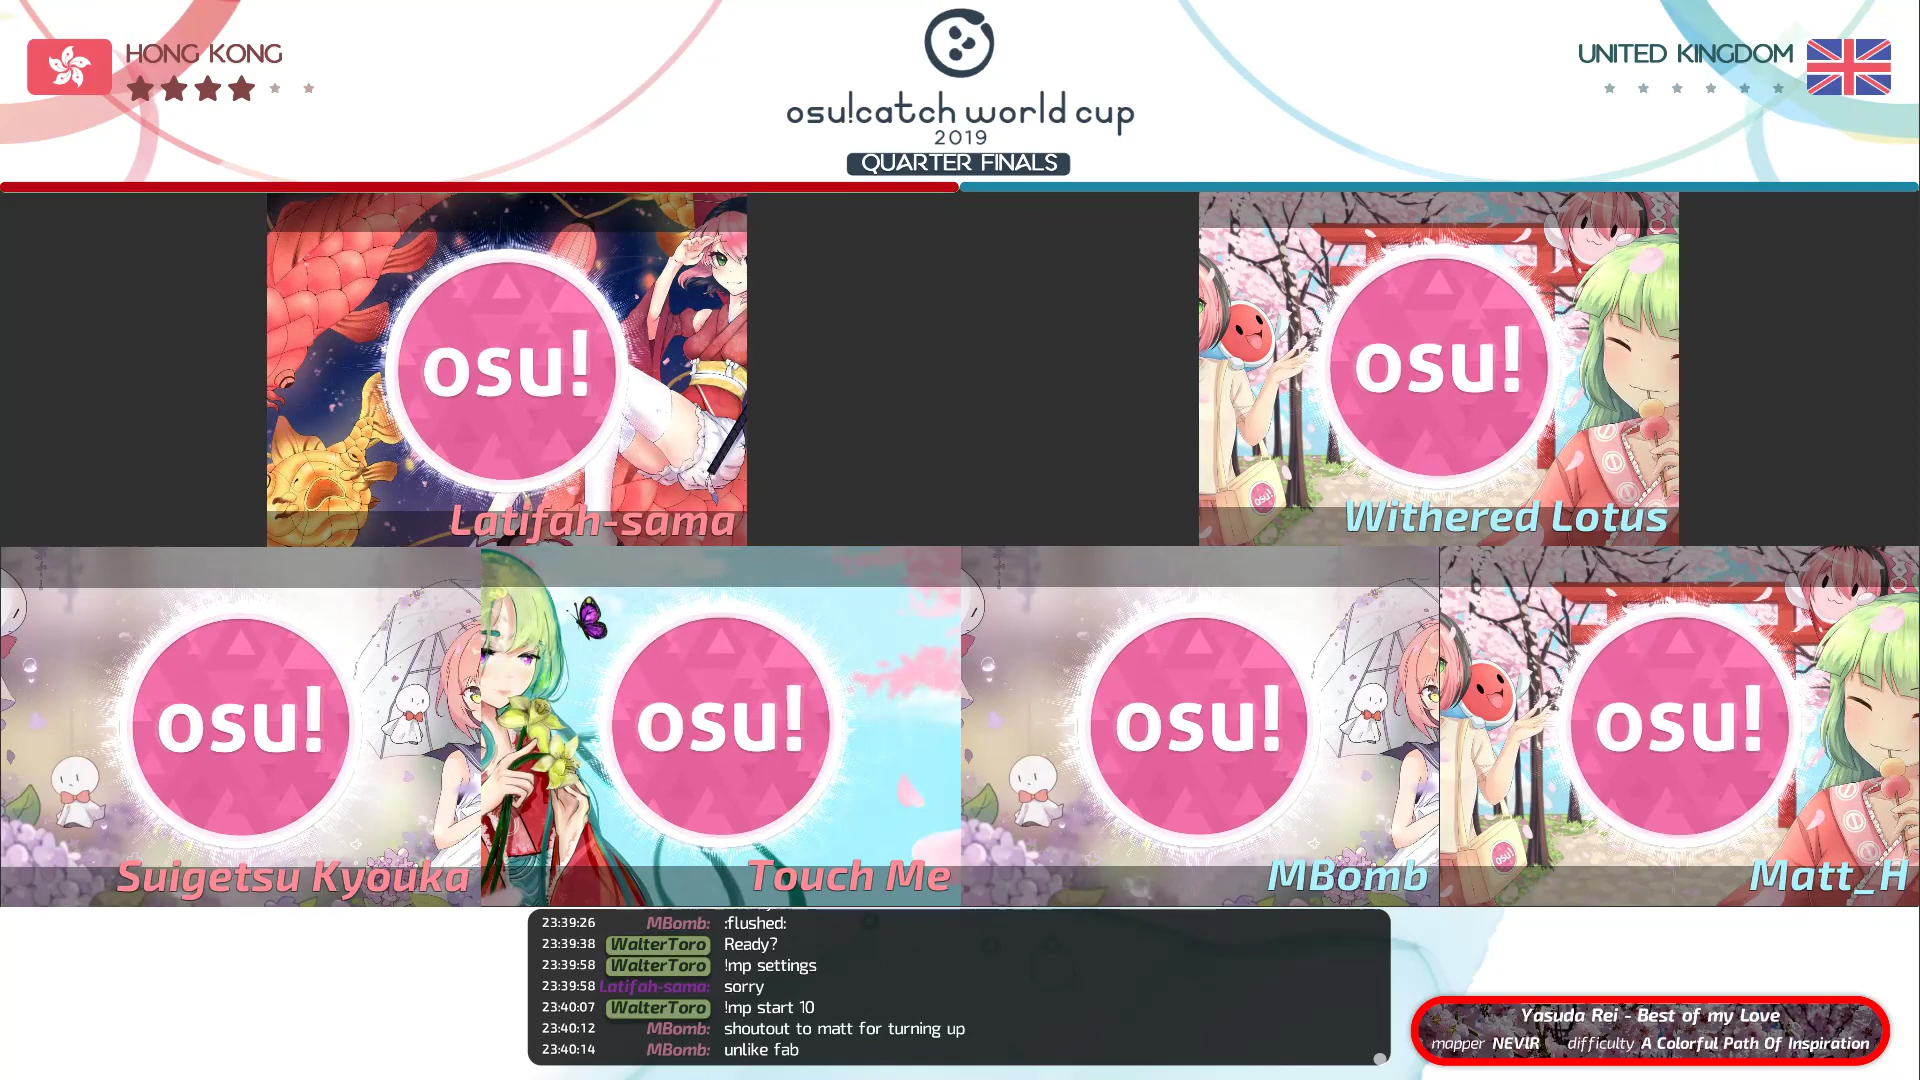 HONG KONG
osu!catch world cup
2019
QUARTER FINALS
UNITED KINGDOM
osu!
Latifah-sama
osu!
Withered Lotus
osu!
Suigetsu Kyouka
osu!
Touch Me
osu!
MBomb
osu!
Matt_H
osu!
osu!
23:39:26 MBomb: :flushed:
23:39:38 WalterToro Ready?
23:39:58 WalterToro !mp settings
23:39:58 Latifah-sama: sorry
23:40:07 WalterToro !mp start 10
23:40:12 MBomb: shoutout to matt for turning up
23:40:14 MBomb: unlike fab
Yasuda Rei - Best of my Love
mapper NEVIR difficulty A Colorful Path Of Inspiration